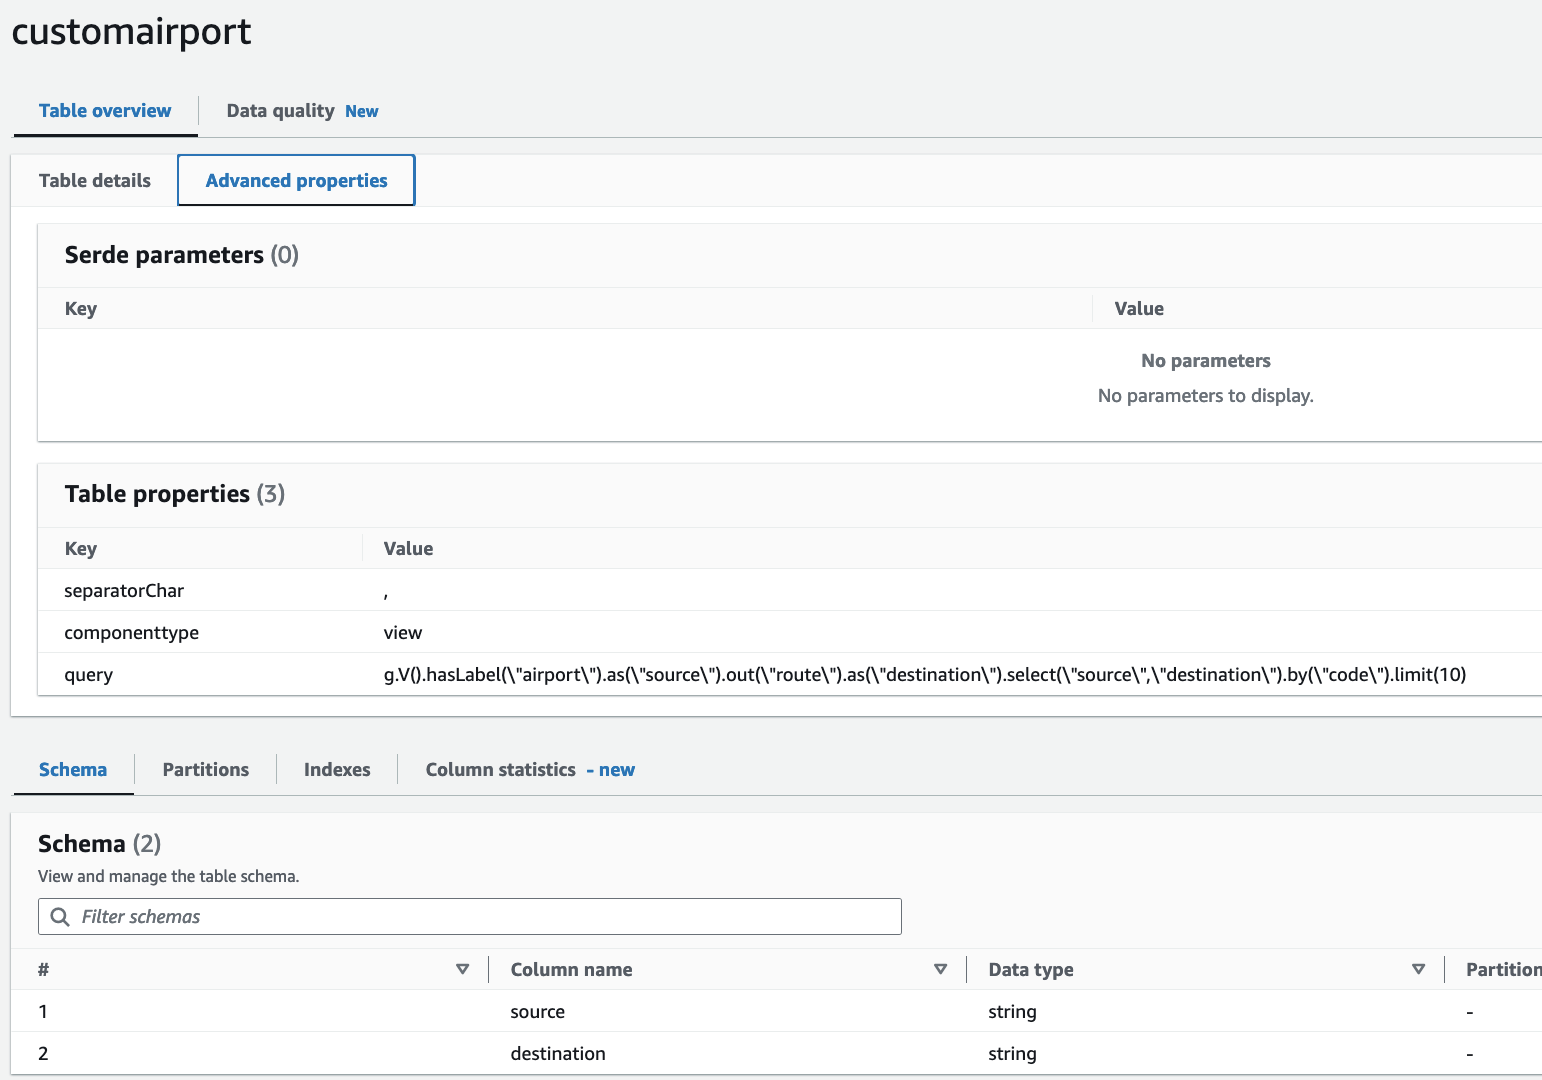 customairport
Table overview Data quality New
Table details Advanced properties
Serde parameters (0)
Key Value
No parameters
No parameters to display.
Table properties (3)
Key Value
separatorChar ,
componenttype view
query g.V().hasLabel(\"airport\").as(\"source\").out(\"route\").as(\"destination\").select(\"source\",\"destination\").by(\"code\").limit(10)
Schema Partitions Indexes Column statistics - new
Schema (2)
View and manage the table schema.
Filter schemas
# Column name Data type Partition
1 source string -
2 destination string -